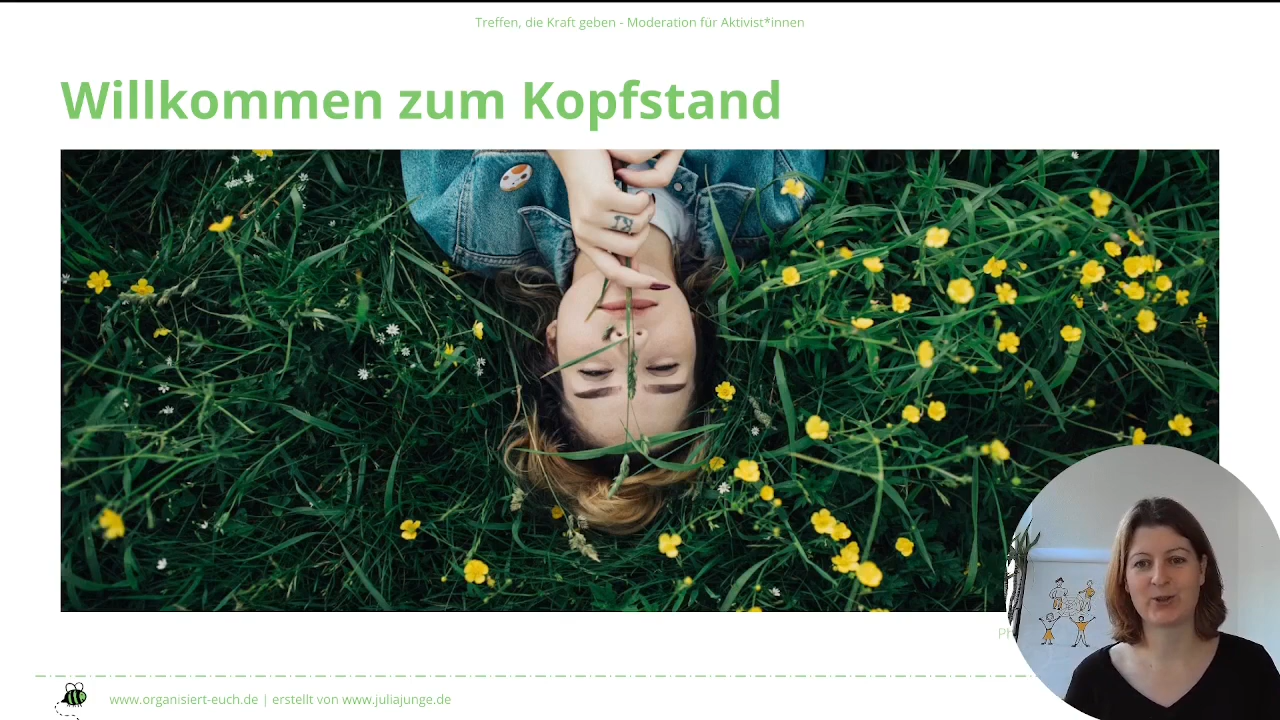 Treffen, die Kraft geben - Moderation für Aktivist*innen
Willkommen zum Kopfstand
www.organisiert-euch.de | erstellt von www.juliajunge.de